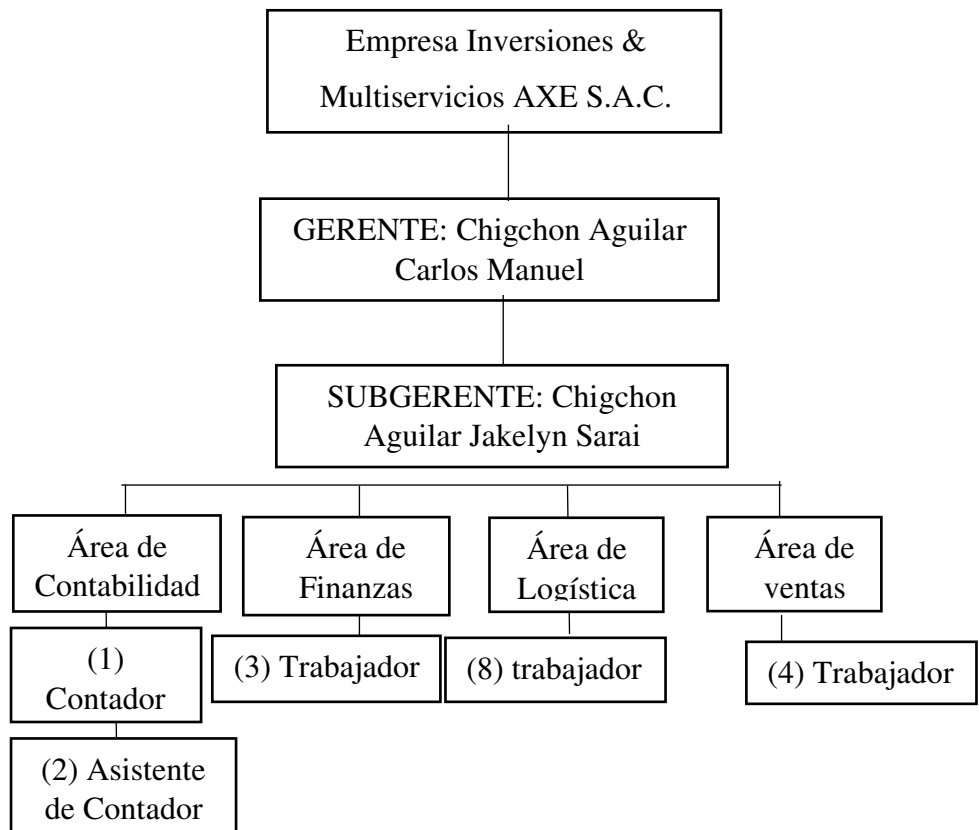 Empresa Inversiones &
Multiservicios AXE S.A.C.
GERENTE: Chigchon Aguilar
Carlos Manuel
SUBGERENTE: Chigchon
Aguilar Jakelyn Sarai
Área de
Contabilidad
Área de
Finanzas
Área de
Logística
Área de
ventas
(1)
Contador
(3) Trabajador
(8) trabajador
(4) Trabajador
(2) Asistente
de Contador